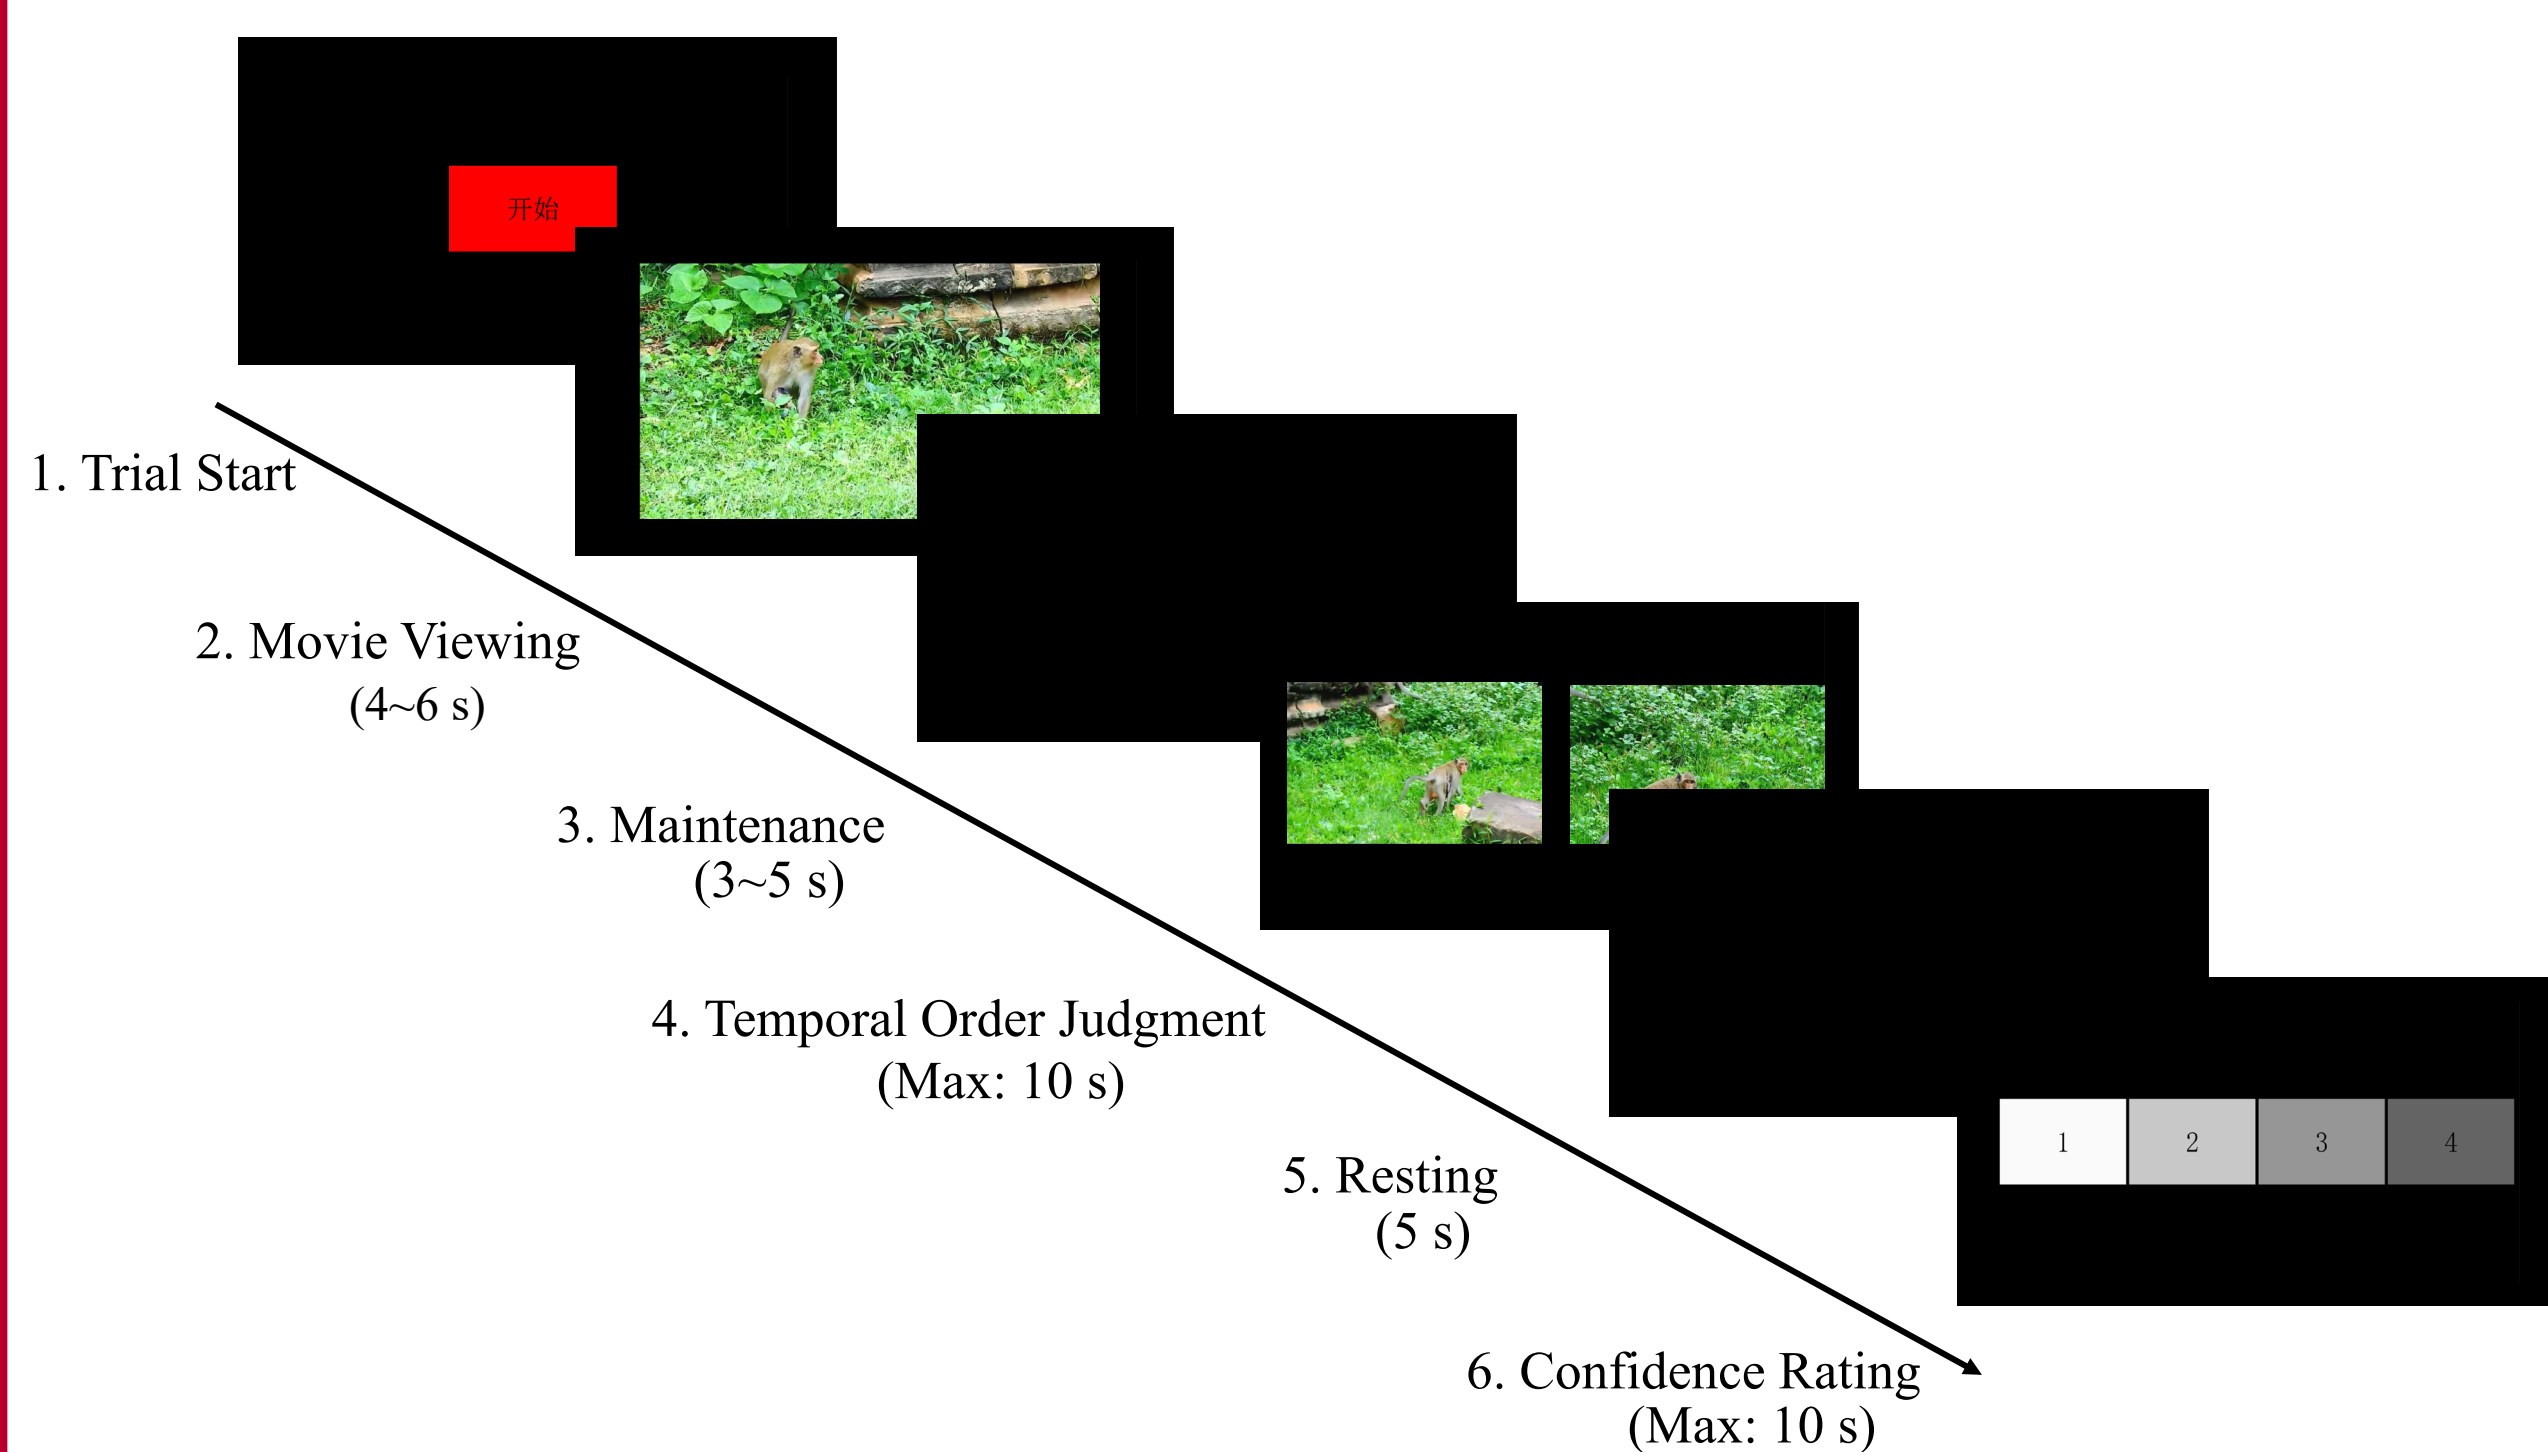 开始
1. Trial Start
2. Movie Viewing
(4~6 s)
3. Maintenance
(3~5 s)
4. Temporal Order Judgment
(Max: 10 s)
5. Resting
(5 s)
1 2 3 4
6. Confidence Rating
(Max: 10 s)